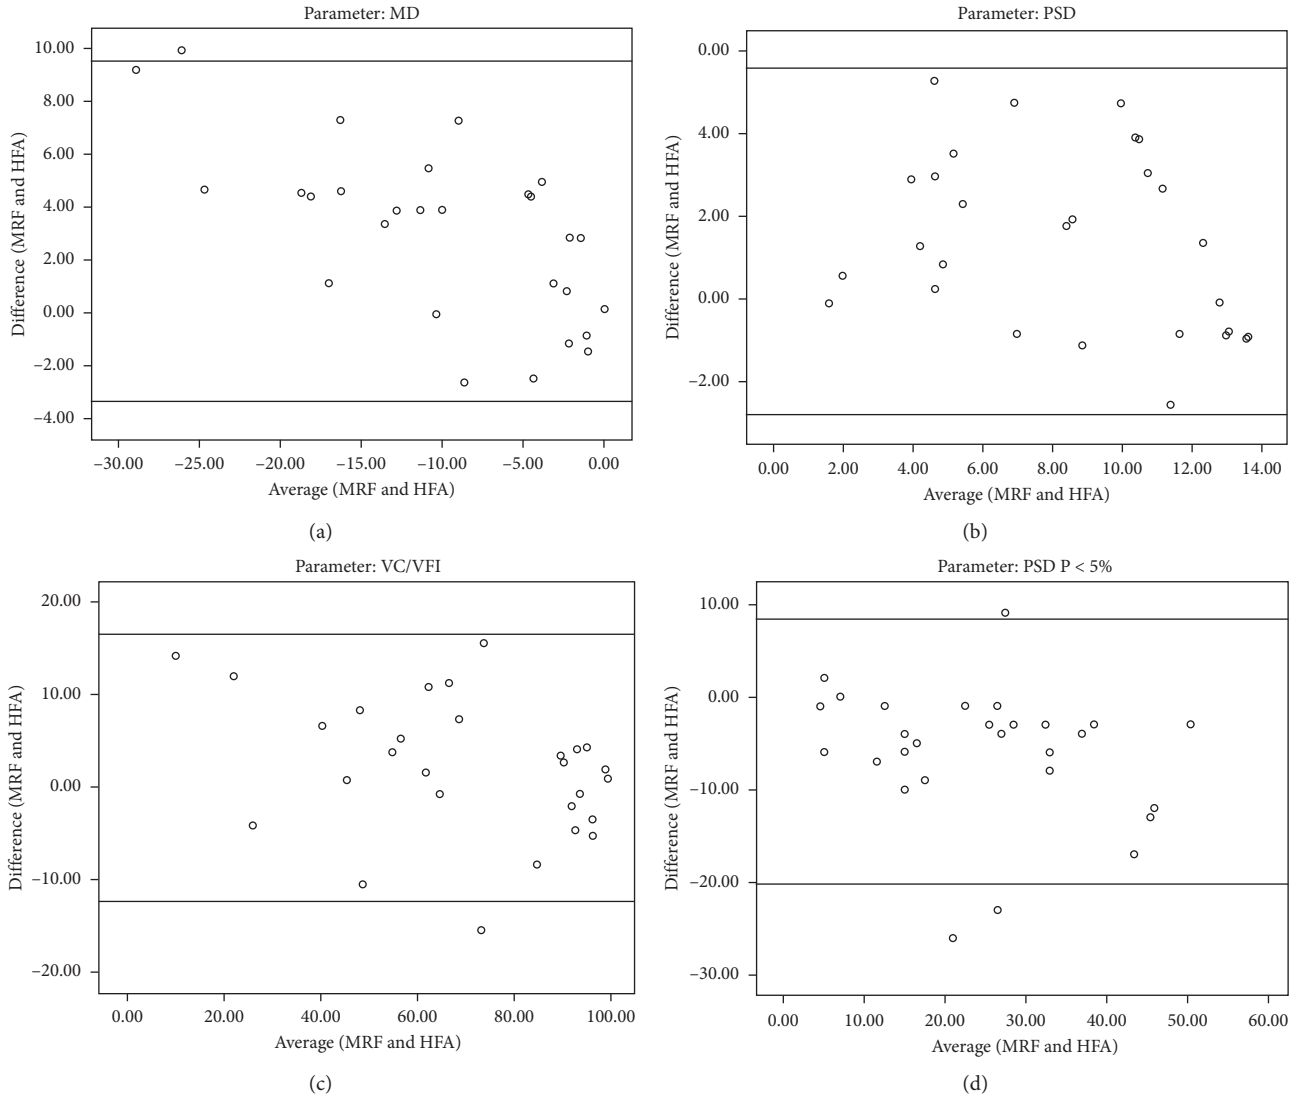 Parameter: MD
10.00
8.00
6.00
4.00
2.00
0.00
–2.00
–4.00
Difference (MRF and HFA)
–30.00 –25.00 –20.00 –15.00 –10.00 –5.00 0.00
Average (MRF and HFA)
(a)
Parameter: PSD
0.00
4.00
2.00
0.00
–2.00
Difference (MRF and HFA)
0.00 2.00 4.00 6.00 8.00 10.00 12.00 14.00
Average (MRF and HFA)
(b)
Parameter: VC/VFI
20.00
10.00
0.00
–10.00
–20.00
Difference (MRF and HFA)
0.00 20.00 40.00 60.00 80.00 100.00
Average (MRF and HFA)
(c)
Parameter: PSD P < 5%
10.00
0.00
–10.00
–20.00
–30.00
Difference (MRF and HFA)
0.00 10.00 20.00 30.00 40.00 50.00 60.00
Average (MRF and HFA)
(d)